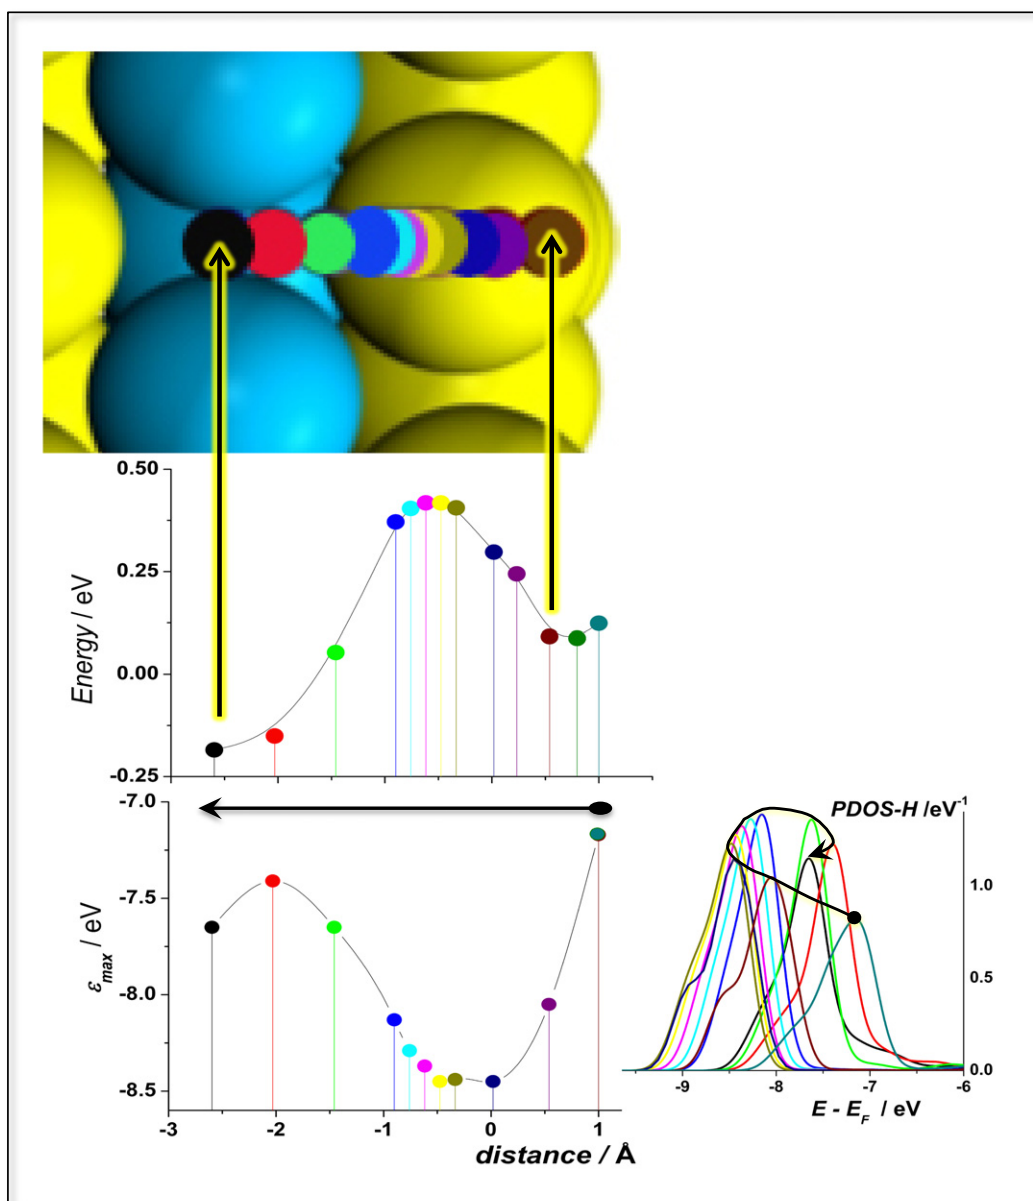 0.50
0.25
0.00
-0.25
Energy / eV
-7.0
-7.5
-8.0
-8.5
ε_max / eV
-3 -2 -1 0 1
distance / Å
PDOS-H /eV⁻¹
1.0
0.5
0.0
-9 -8 -7 -6
E - E_F / eV